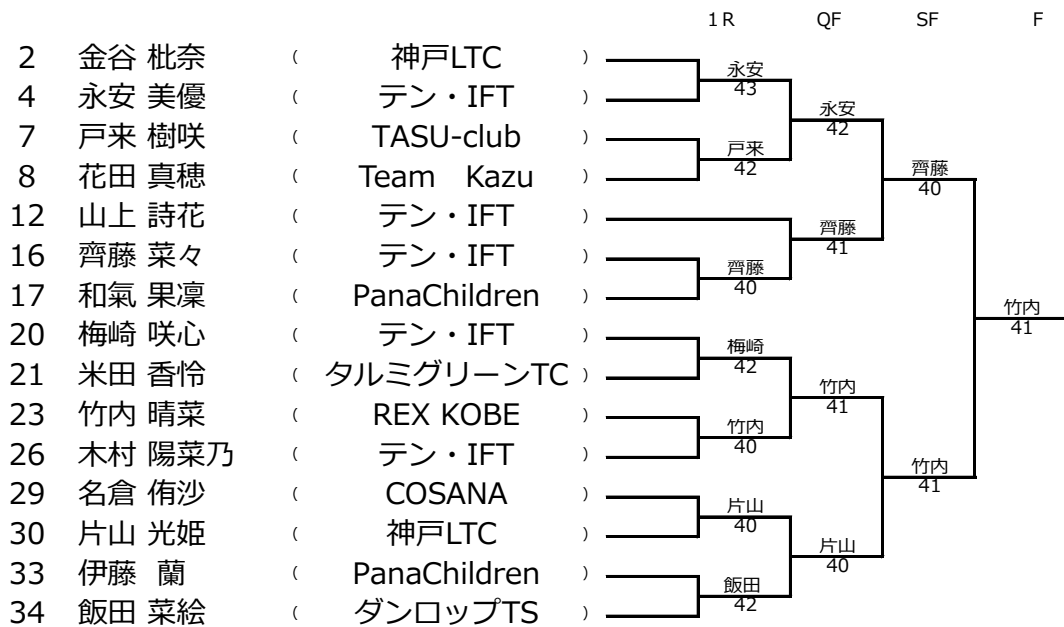 1R QF SF F
2 金谷 枇奈 ( 神戸LTC )
永安
4 永安 美優 ( テン・IFT )
43
永安
42
7 戸来 樹咲 ( TASU-club )
戸来
42
8 花田 真穂 ( Team Kazu )
齊藤
40
12 山上 詩花 ( テン・IFT )
齊藤
41
16 齊藤 菜々 ( テン・IFT )
齊藤
40
17 和氣 果凜 ( PanaChildren )
竹内
41
20 梅崎 咲心 ( テン・IFT )
梅崎
42
21 米田 香怜 ( タルミグリーンTC )
竹内
41
23 竹内 晴菜 ( REX KOBE )
竹内
40
26 木村 陽菜乃 ( テン・IFT )
竹内
41
29 名倉 侑沙 ( COSANA )
片山
40
30 片山 光姫 ( 神戸LTC )
片山
40
33 伊藤 蘭 ( PanaChildren )
飯田
42
34 飯田 菜絵 ( ダンロップTS )